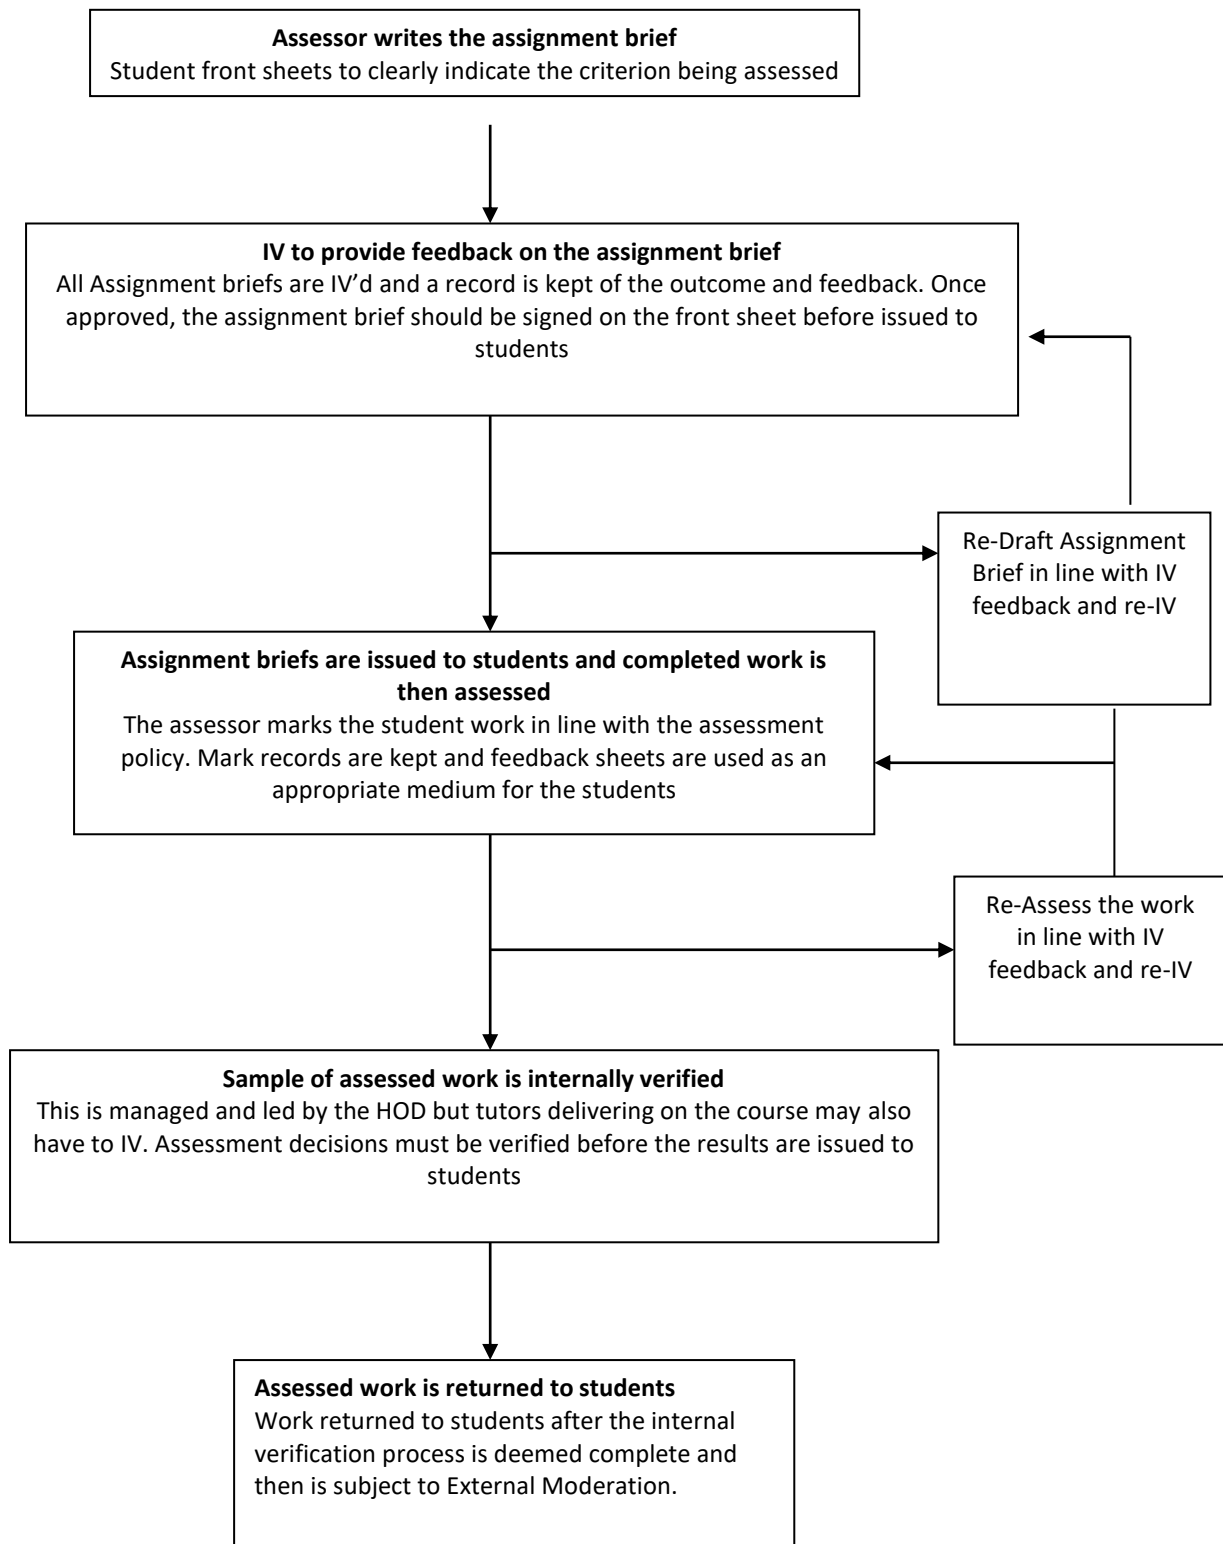 Assessor writes the assignment brief
Student front sheets to clearly indicate the criterion being assessed
IV to provide feedback on the assignment brief
All Assignment briefs are IV’d and a record is kept of the outcome and feedback. Once
approved, the assignment brief should be signed on the front sheet before issued to
students
Re-Draft Assignment
Brief in line with IV
feedback and re-IV
Assignment briefs are issued to students and completed work is
then assessed
The assessor marks the student work in line with the assessment
policy. Mark records are kept and feedback sheets are used as an
appropriate medium for the students
Re-Assess the work
in line with IV
feedback and re-IV
Sample of assessed work is internally verified
This is managed and led by the HOD but tutors delivering on the course may also
have to IV. Assessment decisions must be verified before the results are issued to
students
Assessed work is returned to students
Work returned to students after the internal
verification process is deemed complete and
then is subject to External Moderation.